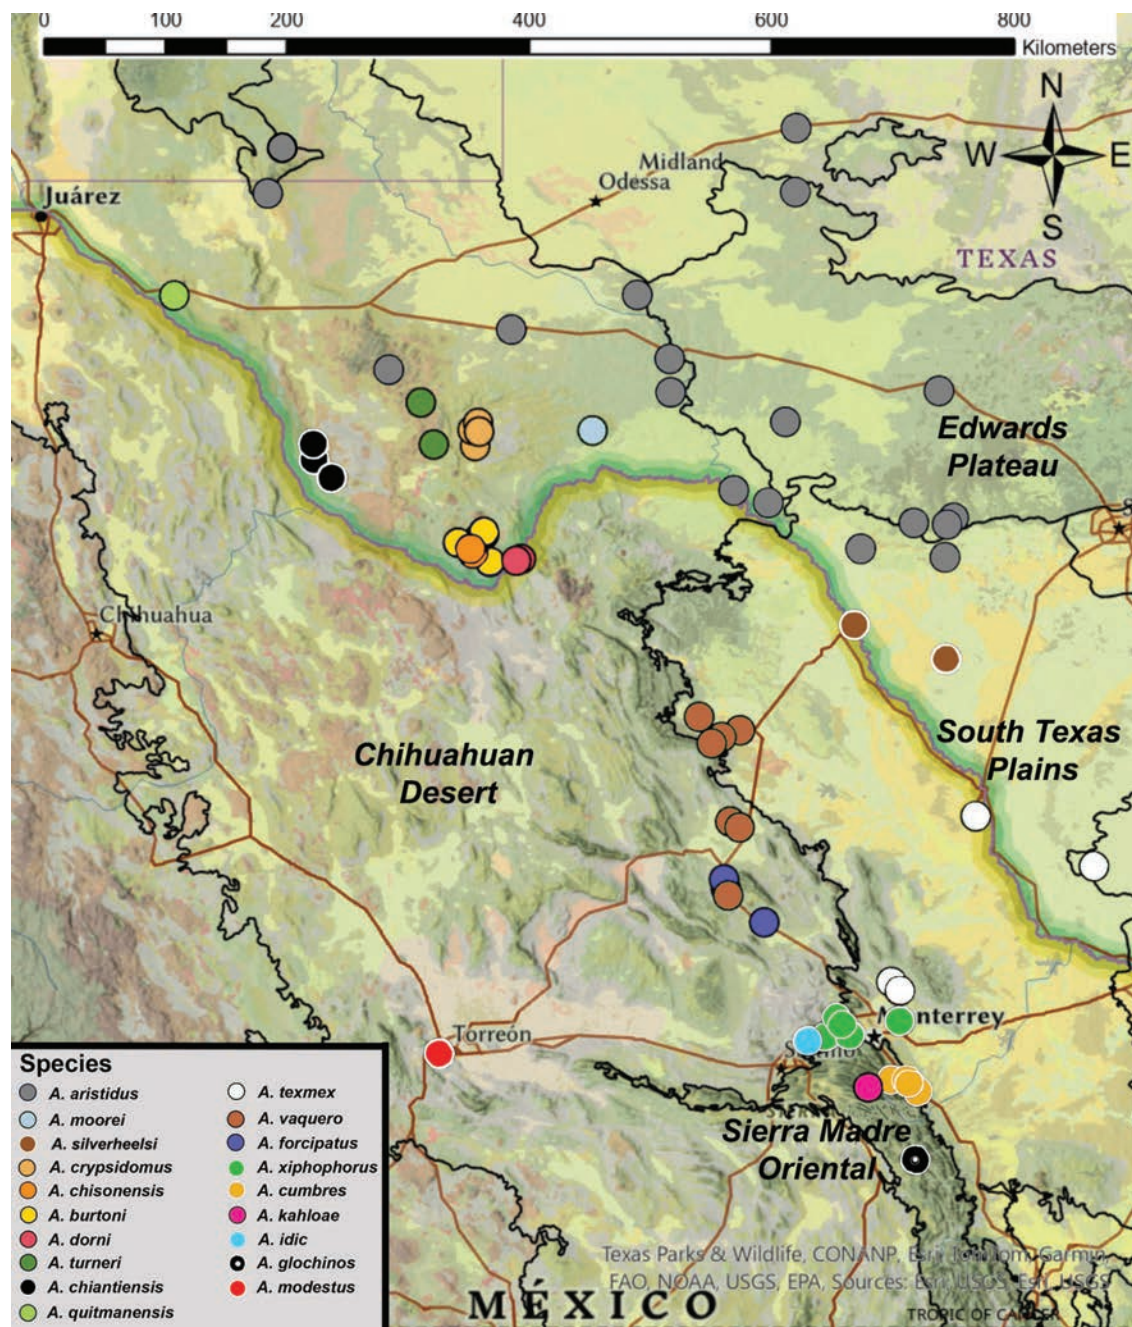 0 100 200 400 600 800
Kilometers
N
W E
S
Midland
Odessa
Juárez
TEXAS
Edwards
Plateau
Chihuahua
Chihuahuan
Desert
South Texas
Plains
Monterrey
Torreón
Sierra Madre
Oriental
Species
A. aristidus
A. moorei
A. silverheelsi
A. crypsidomus
A. chisonensis
A. burtoni
A. dorni
A. turneri
A. chiantiensis
A. quitmanensis
A. texmex
A. vaquero
A. forcipatus
A. xiphophorus
A. cumbres
A. kahloae
A. idic
A. glochinos
A. modestus
Texas Parks & Wildlife, CONANP, Esri, TomTom, Garmin,
FAO, NOAA, USGS, EPA, Sources: Esri, USGS, Esri, USGS
MÉXICO
TROPIC OF CANCER